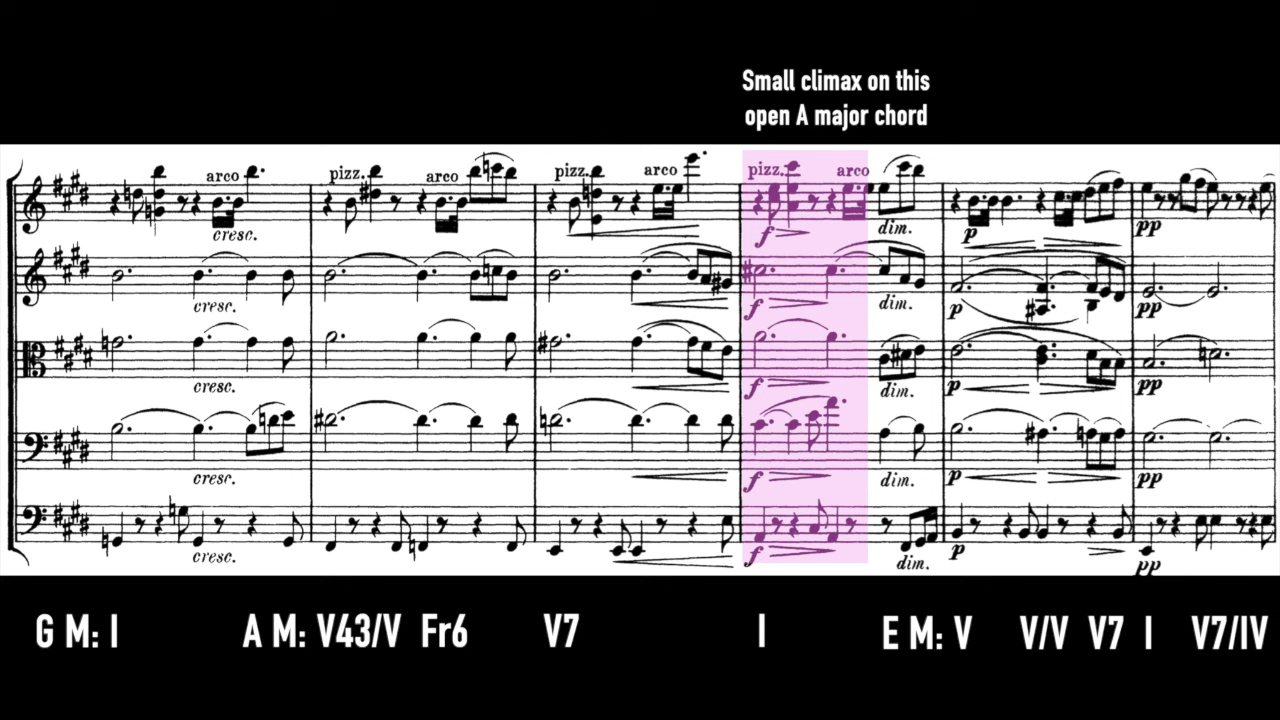 Small climax on this
open A major chord
pizz. arco pizz. arco pizz. arco pizz. arco
cresc. f dim. p pp
cresc. f dim. p pp
cresc. f dim. p pp
cresc. f dim. p pp
cresc. f dim. p pp
G M: I A M: V43/V Fr6 V7 I E M: V V/V V7 I V7/IV